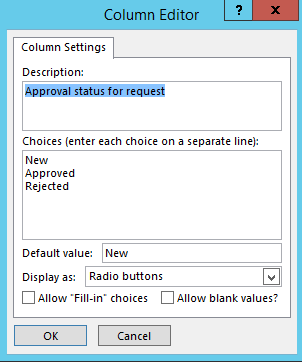 Column Editor ? x
Column Settings
Description:
Approval status for request
Choices (enter each choice on a separate line):
New
Approved
Rejected
Default value: New
Display as: Radio buttons
Allow "Fill-in" choices Allow blank values?
OK Cancel